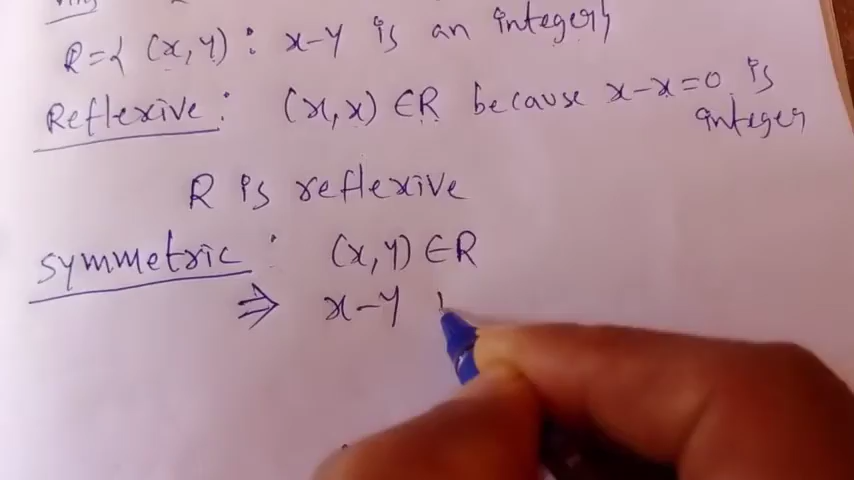 R={ (x,y) : x-y is an integer}
Reflexive : (x,x) ∈R because x-x=0 is
integer
R is reflexive
symmetric : (x,y) ∈R
⇒ x-y